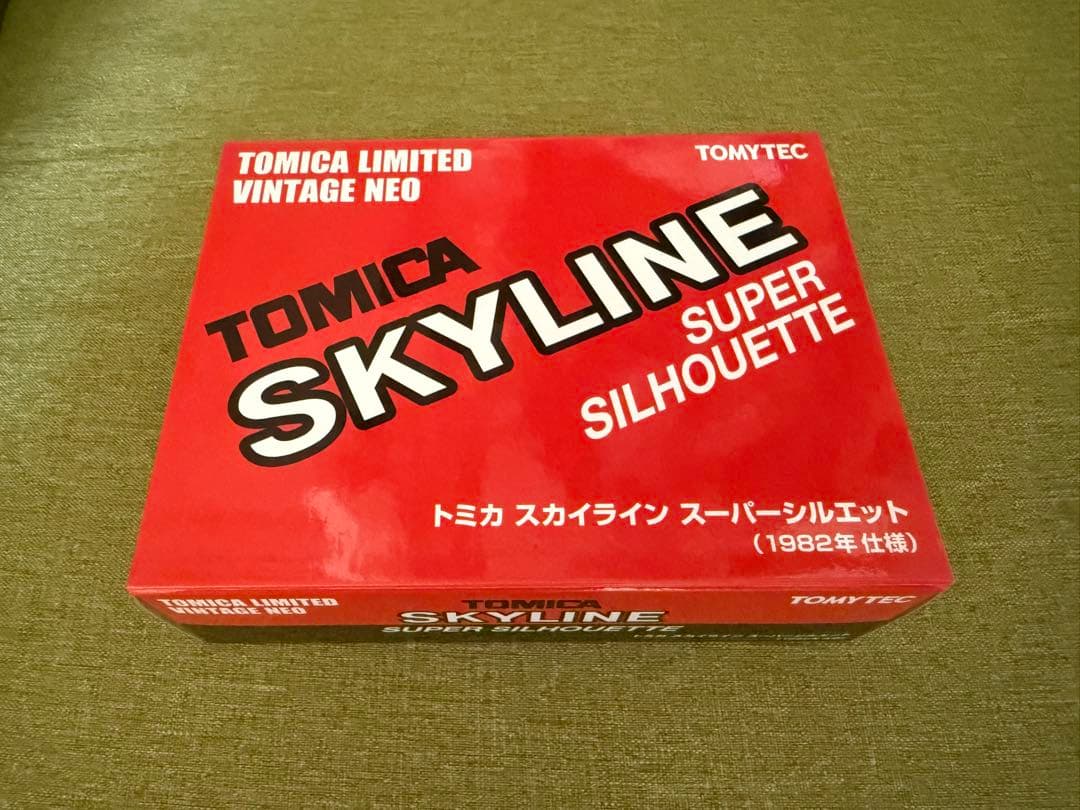 TOMICA LIMITED
VINTAGE NEO
TOMYTEC
TOMICA
SKYLINE
SUPER
SILHOUETTE
トミカ スカイライン スーパーシルエット
(1982年 仕様)
TOMICA LIMITED
VINTAGE NEO
TOMICA
SKYLINE
SUPER SILHOUETTE
TOMYTEC